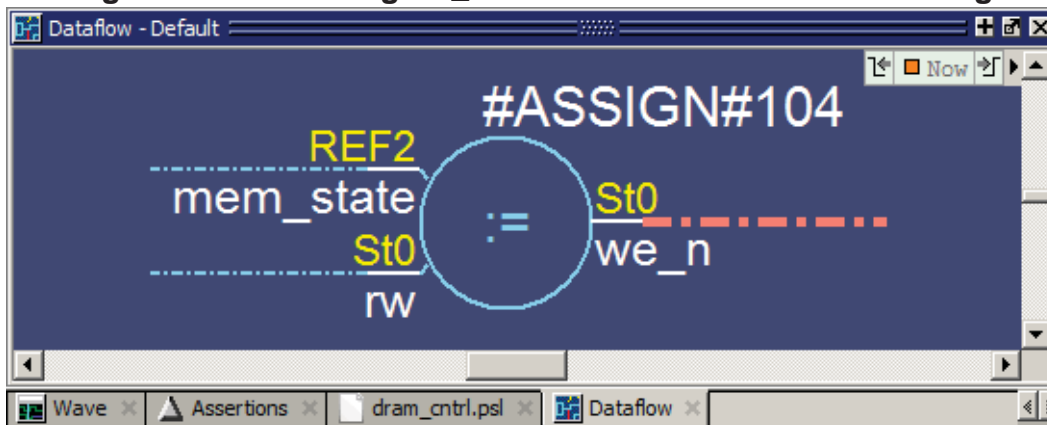 Dataflow - Default
Now
#ASSIGN#104
REF2
mem_state
St0
rw
:=
St0
we_n
Wave
Assertions
dram_cntrl.psl
Dataflow